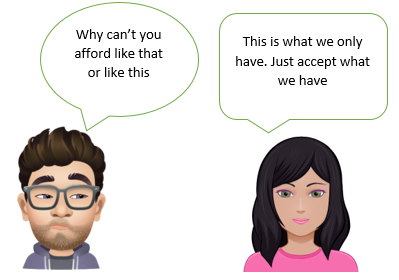 Why can't you
afford like that
or like this
This is what we only
have. Just accept what
we have